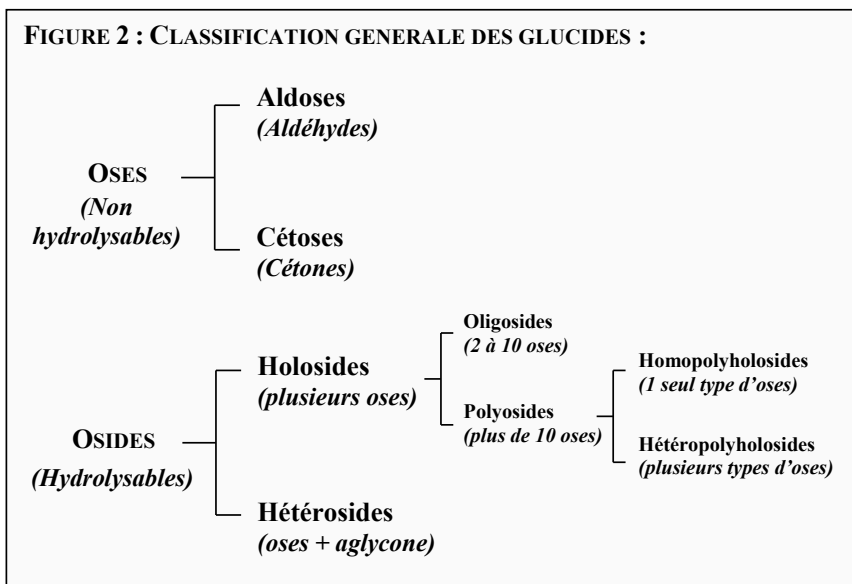 FIGURE 2 : CLASSIFICATION GENERALE DES GLUCIDES :
Aldoses
(Aldéhydes)
OSES
(Non
hydrolysables)
Cétoses
(Cétones)
Oligosides
(2 à 10 oses)
Holosides
(plusieurs oses)
Homopolyholosides
(1 seul type d’oses)
Polyosides
(plus de 10 oses)
OSIDES
(Hydrolysables)
Hétéropolyholosides
(plusieurs types d’oses)
Hétérosides
(oses + aglycone)